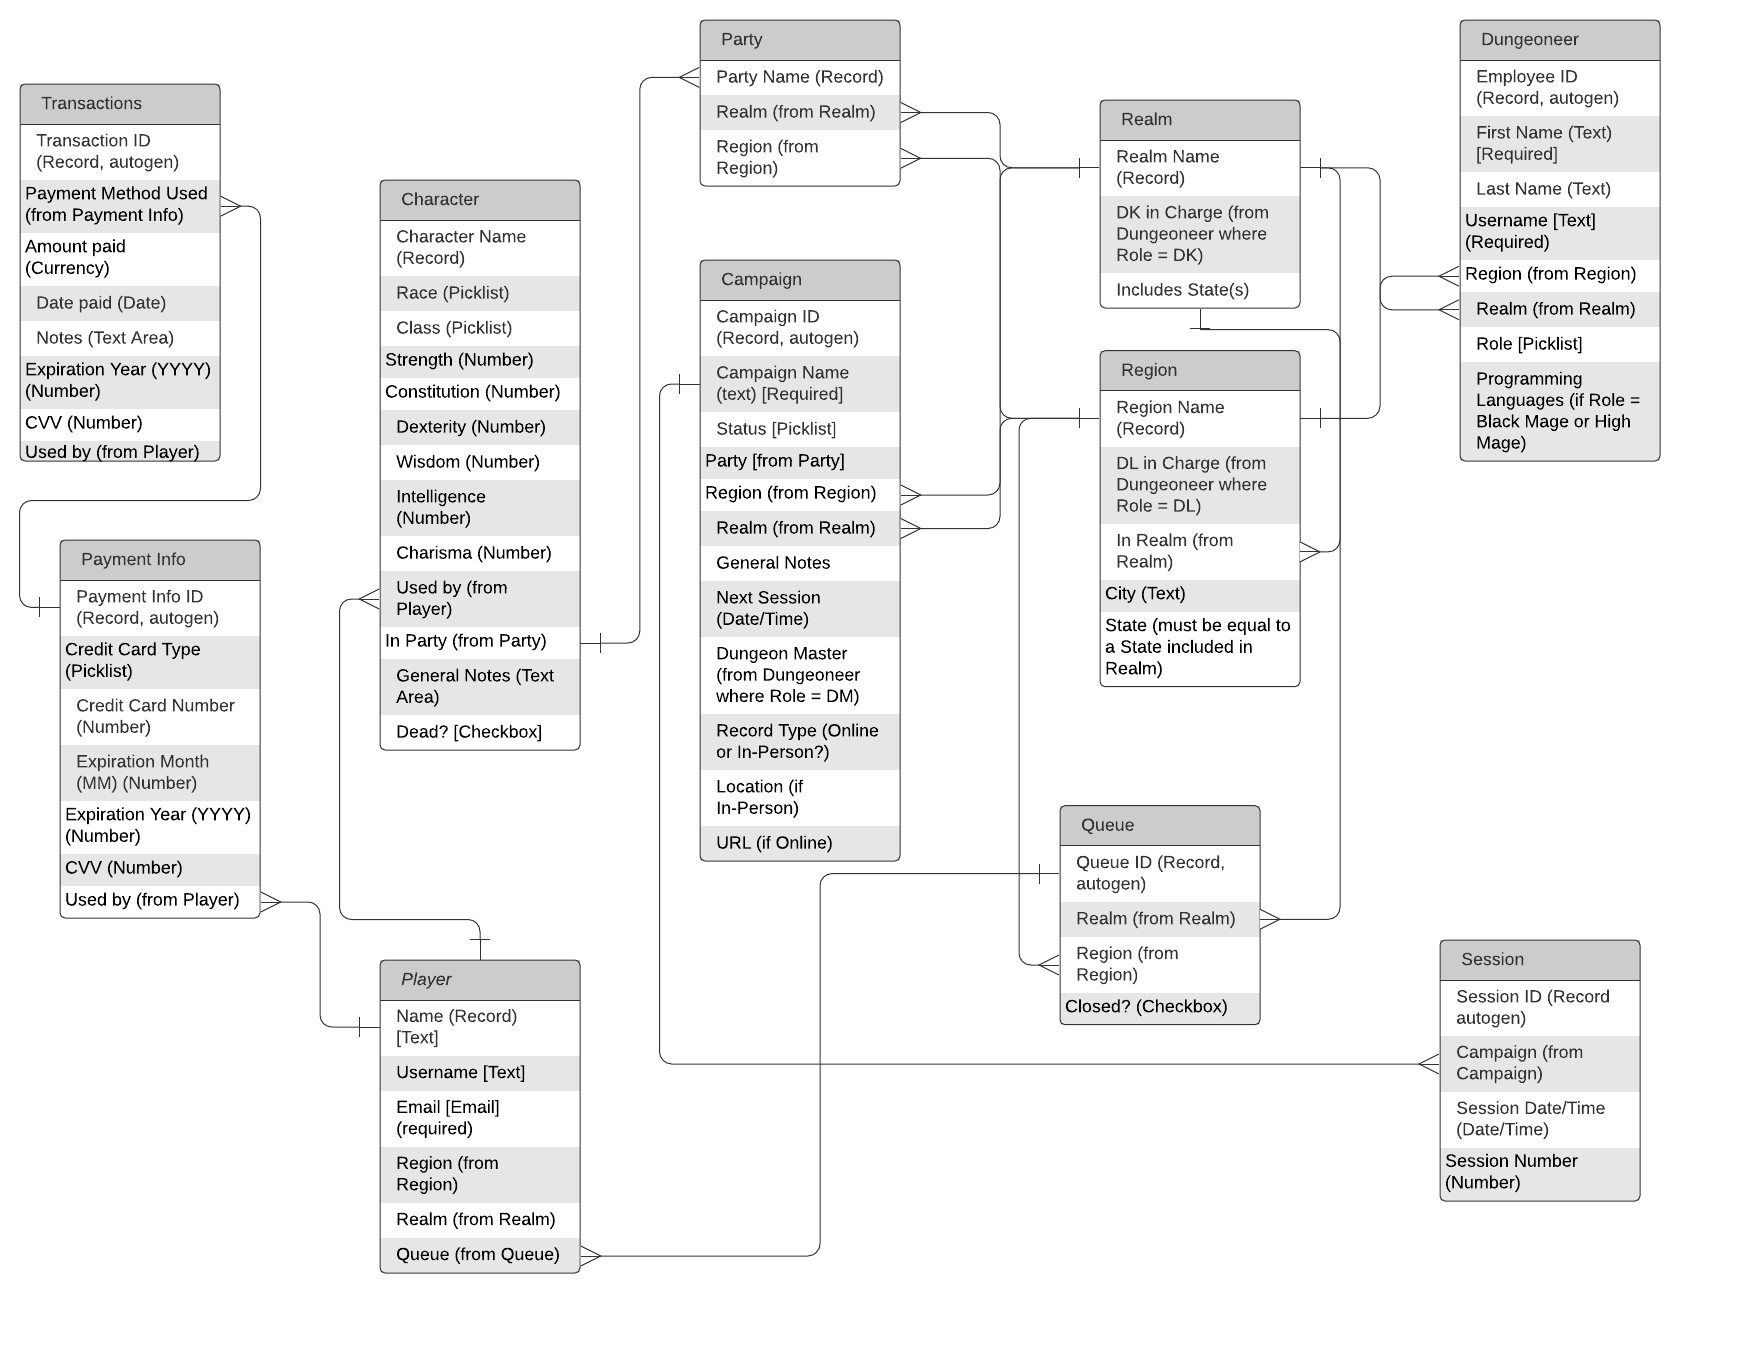 Transactions
Transaction ID
(Record, autogen)
Payment Method Used
(from Payment Info)
Amount paid
(Currency)
Date paid (Date)
Notes (Text Area)
Expiration Year (YYYY)
(Number)
CVV (Number)
Used by (from Player)
Payment Info
Payment Info ID
(Record, autogen)
Credit Card Type
(Picklist)
Credit Card Number
(Number)
Expiration Month
(MM) (Number)
Expiration Year (YYYY)
(Number)
CVV (Number)
Used by (from Player)
Character
Character Name
(Record)
Race (Picklist)
Class (Picklist)
Strength (Number)
Constitution (Number)
Dexterity (Number)
Wisdom (Number)
Intelligence
(Number)
Charisma (Number)
Used by (from
Player)
In Party (from Party)
General Notes (Text
Area)
Dead? [Checkbox]
Player
Name (Record)
[Text]
Username [Text]
Email [Email]
(required)
Region (from
Region)
Realm (from Realm)
Queue (from Queue)
Party
Party Name (Record)
Realm (from Realm)
Region (from
Region)
Campaign
Campaign ID
(Record, autogen)
Campaign Name
(text) [Required]
Status [Picklist]
Party [from Party]
Region (from Region)
Realm (from Realm)
General Notes
Next Session
(Date/Time)
Dungeon Master
(from Dungeoneer
where Role = DM)
Record Type (Online
or In-Person?)
Location (if
In-Person)
URL (if Online)
Realm
Realm Name
(Record)
DK in Charge (from
Dungeoneer where
Role = DK)
Includes State(s)
Region
Region Name
(Record)
DL in Charge (from
Dungeoneer where
Role = DL)
In Realm (from
Realm)
City (Text)
State (must be equal to
a State included in
Realm)
Queue
Queue ID (Record,
autogen)
Realm (from Realm)
Region (from
Region)
Closed? (Checkbox)
Dungeoneer
Employee ID
(Record, autogen)
First Name (Text)
[Required]
Last Name (Text)
Username [Text]
(Required)
Region (from Region)
Realm (from Realm)
Role [Picklist]
Programming
Languages (if Role =
Black Mage or High
Mage)
Session
Session ID (Record
autogen)
Campaign (from
Campaign)
Session Date/Time
(Date/Time)
Session Number
(Number)